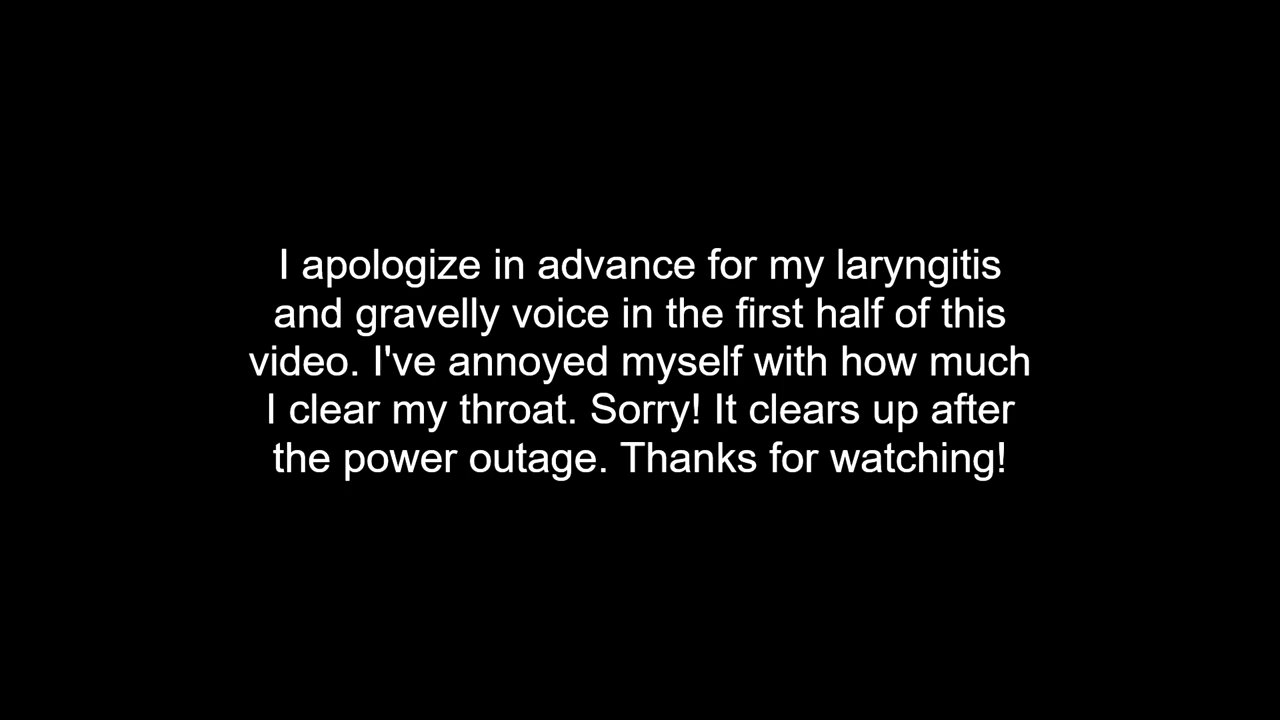 I apologize in advance for my laryngitis
and gravelly voice in the first half of this
video. I've annoyed myself with how much
I clear my throat. Sorry! It clears up after
the power outage. Thanks for watching!